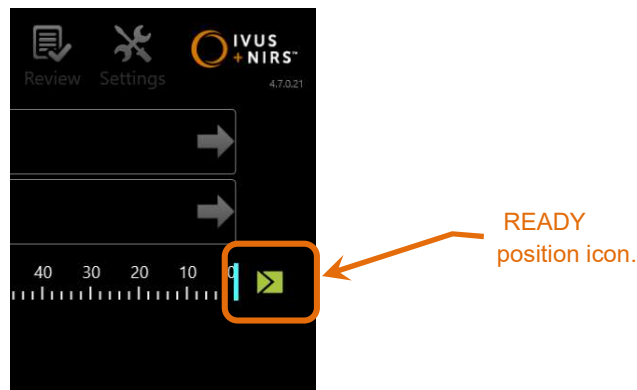 IVUS
+NIRS™
Review Settings
4.7.0.21
40 30 20 10 0
READY
position icon.